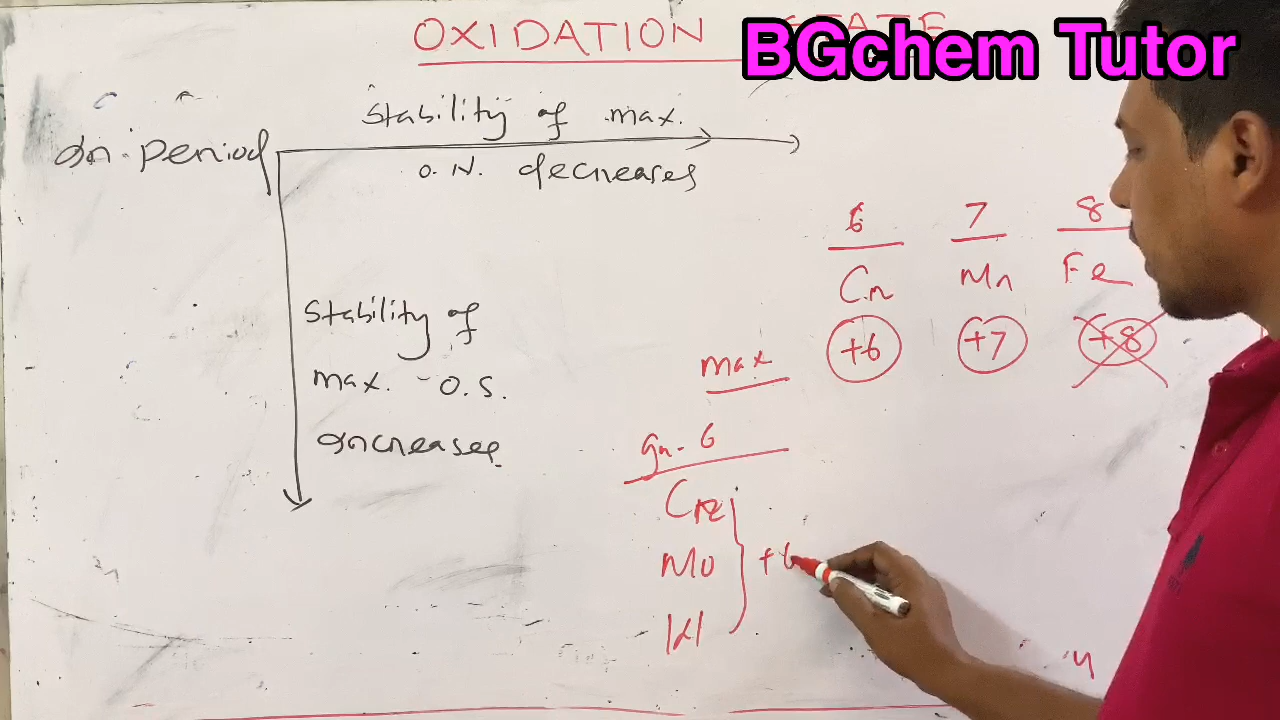 OXIDATION STATE
BGchem Tutor
In period
Stability of max.
O.N. decreases
6 7 8
Cr Mn Fe
max +6 +7 +8
Stability of
max. O.S.
increases
gr. 6
Cr
Mo +6
W